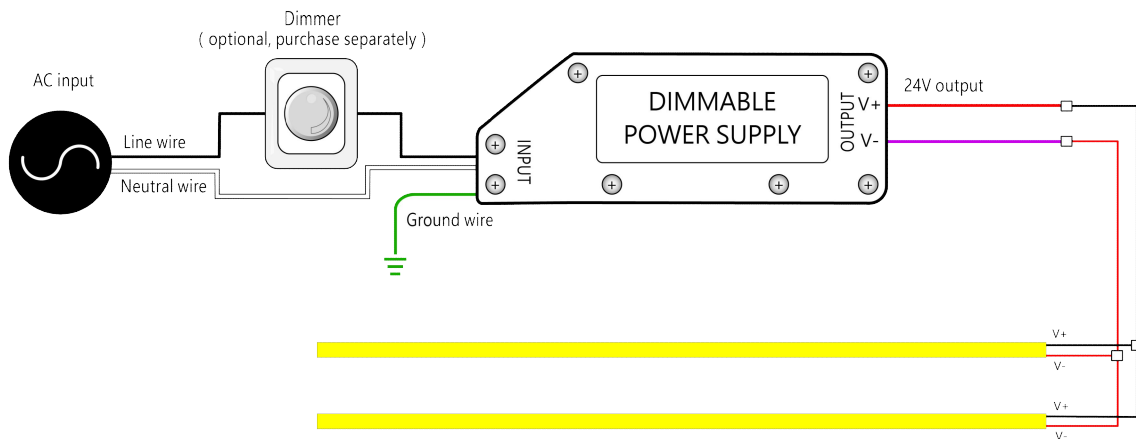 Dimmer
( optional, purchase separately )
AC input
Line wire
Neutral wire
Ground wire
INPUT
DIMMABLE
POWER SUPPLY
OUTPUT
V+
V-
24V output
V+
V-
V+
V-